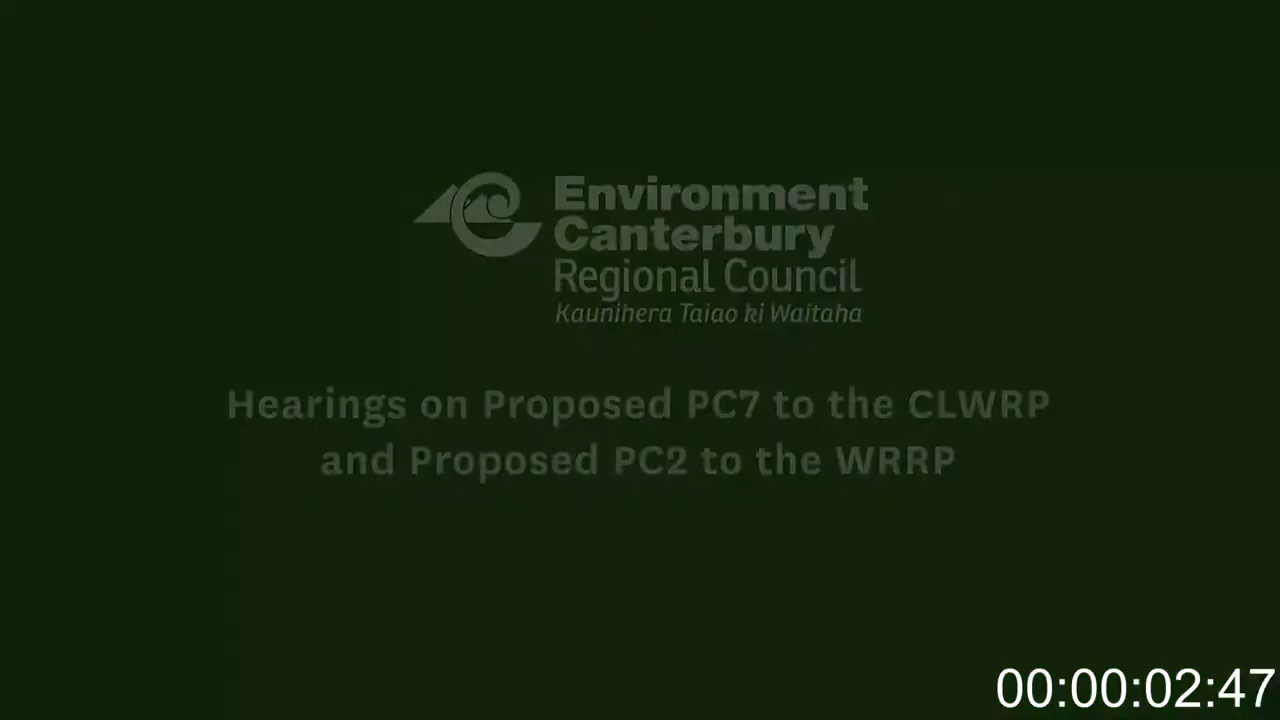 Environment
Canterbury
Regional Council
Kaunihera Taiao ki Waitaha
Hearings on Proposed PC7 to the CLWRP
and Proposed PC2 to the WRRP
00:00:02:47